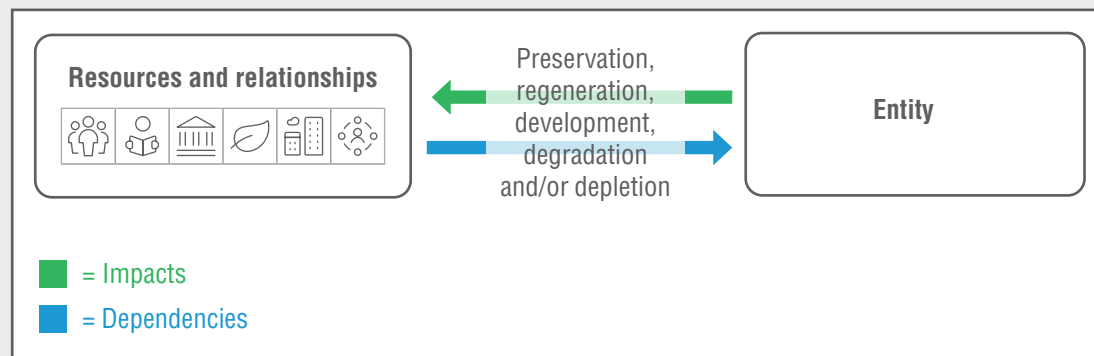 Resources and relationships
Preservation,
regeneration,
development,
degradation
and/or depletion
Entity
= Impacts
= Dependencies